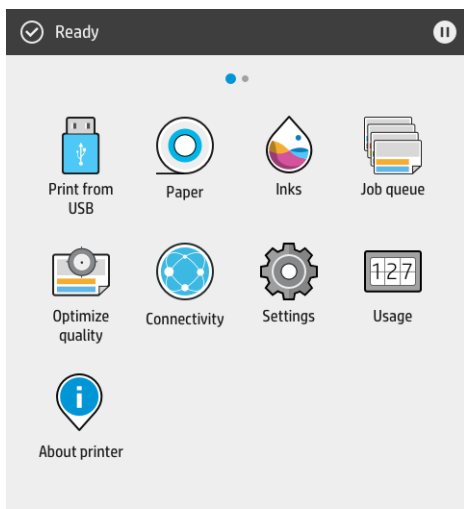 Ready
Print from
USB
Paper
Inks
Job queue
Optimize
quality
Connectivity
Settings
127
Usage
i
About printer